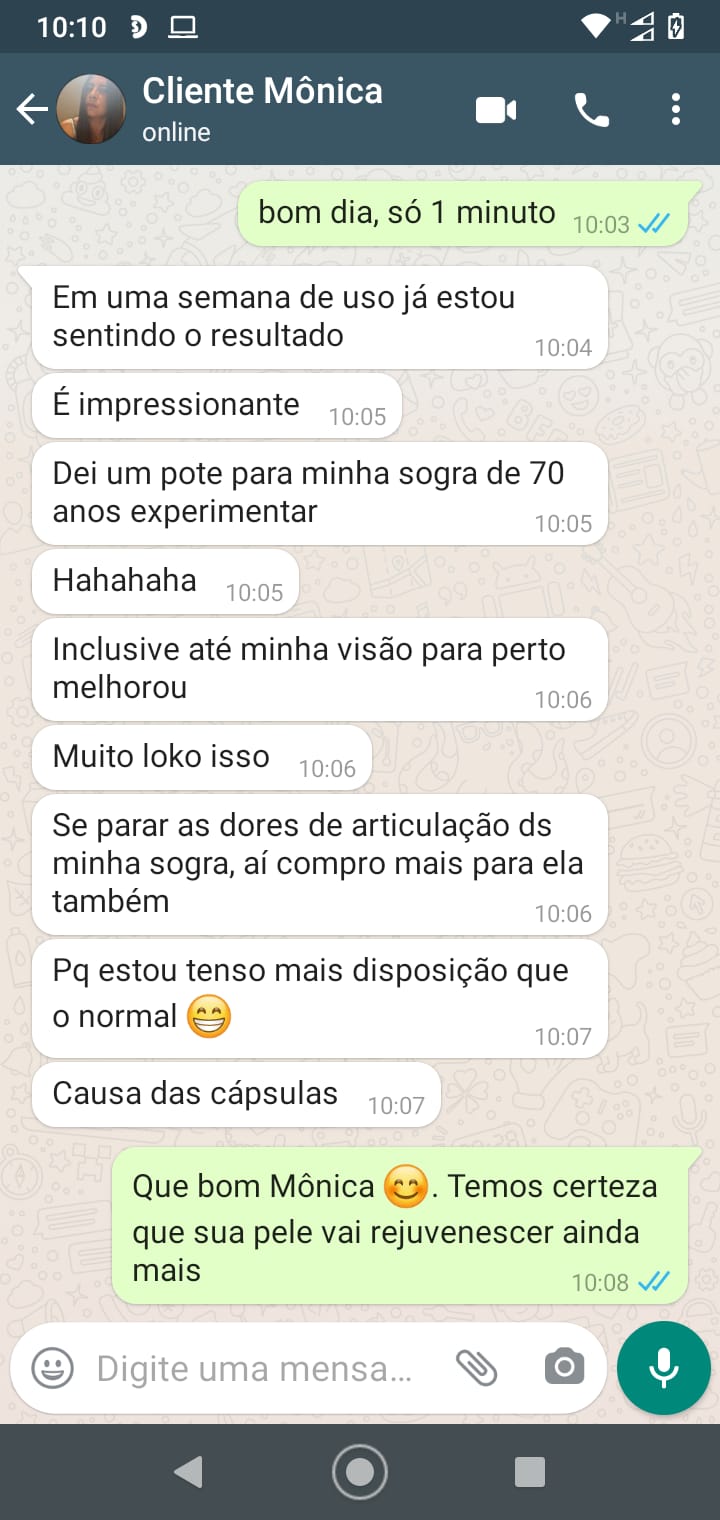 10:10
H
Cliente Mônica
online
bom dia, só 1 minuto 10:03
Em uma semana de uso já estou
sentindo o resultado 10:04
É impressionante 10:05
Dei um pote para minha sogra de 70
anos experimentar 10:05
Hahahaha 10:05
Inclusive até minha visão para perto
melhorou 10:06
Muito loko isso 10:06
Se parar as dores de articulação ds
minha sogra, aí compro mais para ela
também 10:06
Pq estou tenso mais disposição que
o normal 😁 10:07
Causa das cápsulas 10:07
Que bom Mônica 😊. Temos certeza
que sua pele vai rejuvenescer ainda
mais 10:08
Digite uma mensa...